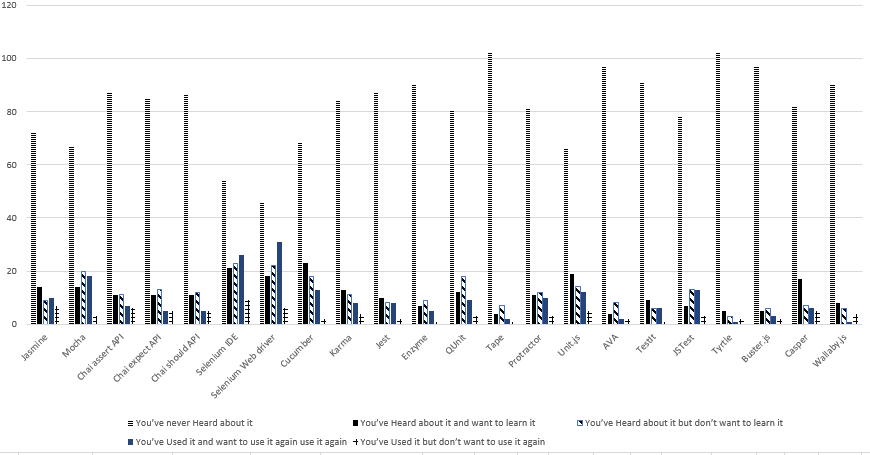 120
100
80
60
40
20
0
Jasmine
Mocha
Chai assert API
Chai expect API
Chai should API
Selenium IDE
Selenium Web driver
Cucumber
Karma
Jest
Enzyme
QUnit
Tape
Protractor
Unit.js
AVA
TestIt
JSTest
Tyrtle
Buster.js
Casper
Wallaby.js
You've never Heard about it
You've Heard about it and want to learn it
You've Heard about it but don't want to learn it
You've Used it and want to use it again use it again
You've Used it but don't want to use it again